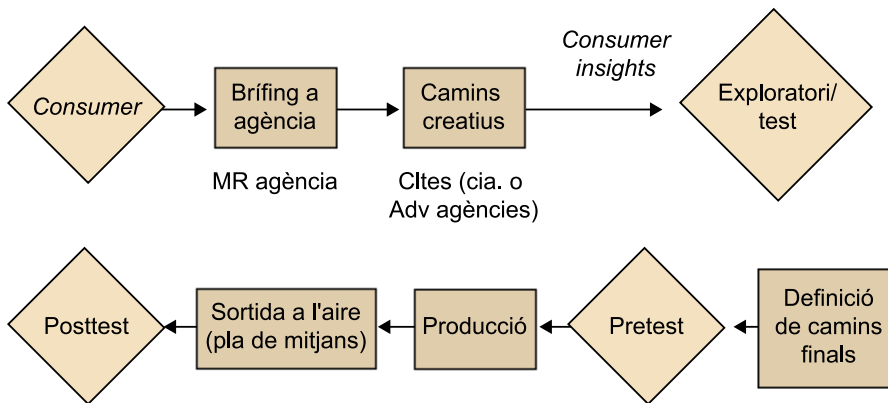 Consumer
Brífing a
agència
Camins
creatius
Consumer
insights
Exploratori/
test
MR agència
Cltes (cia. o
Adv agències)
Posttest
Sortida a l'aire
(pla de mitjans)
Producció
Pretest
Definició
de camins
finals